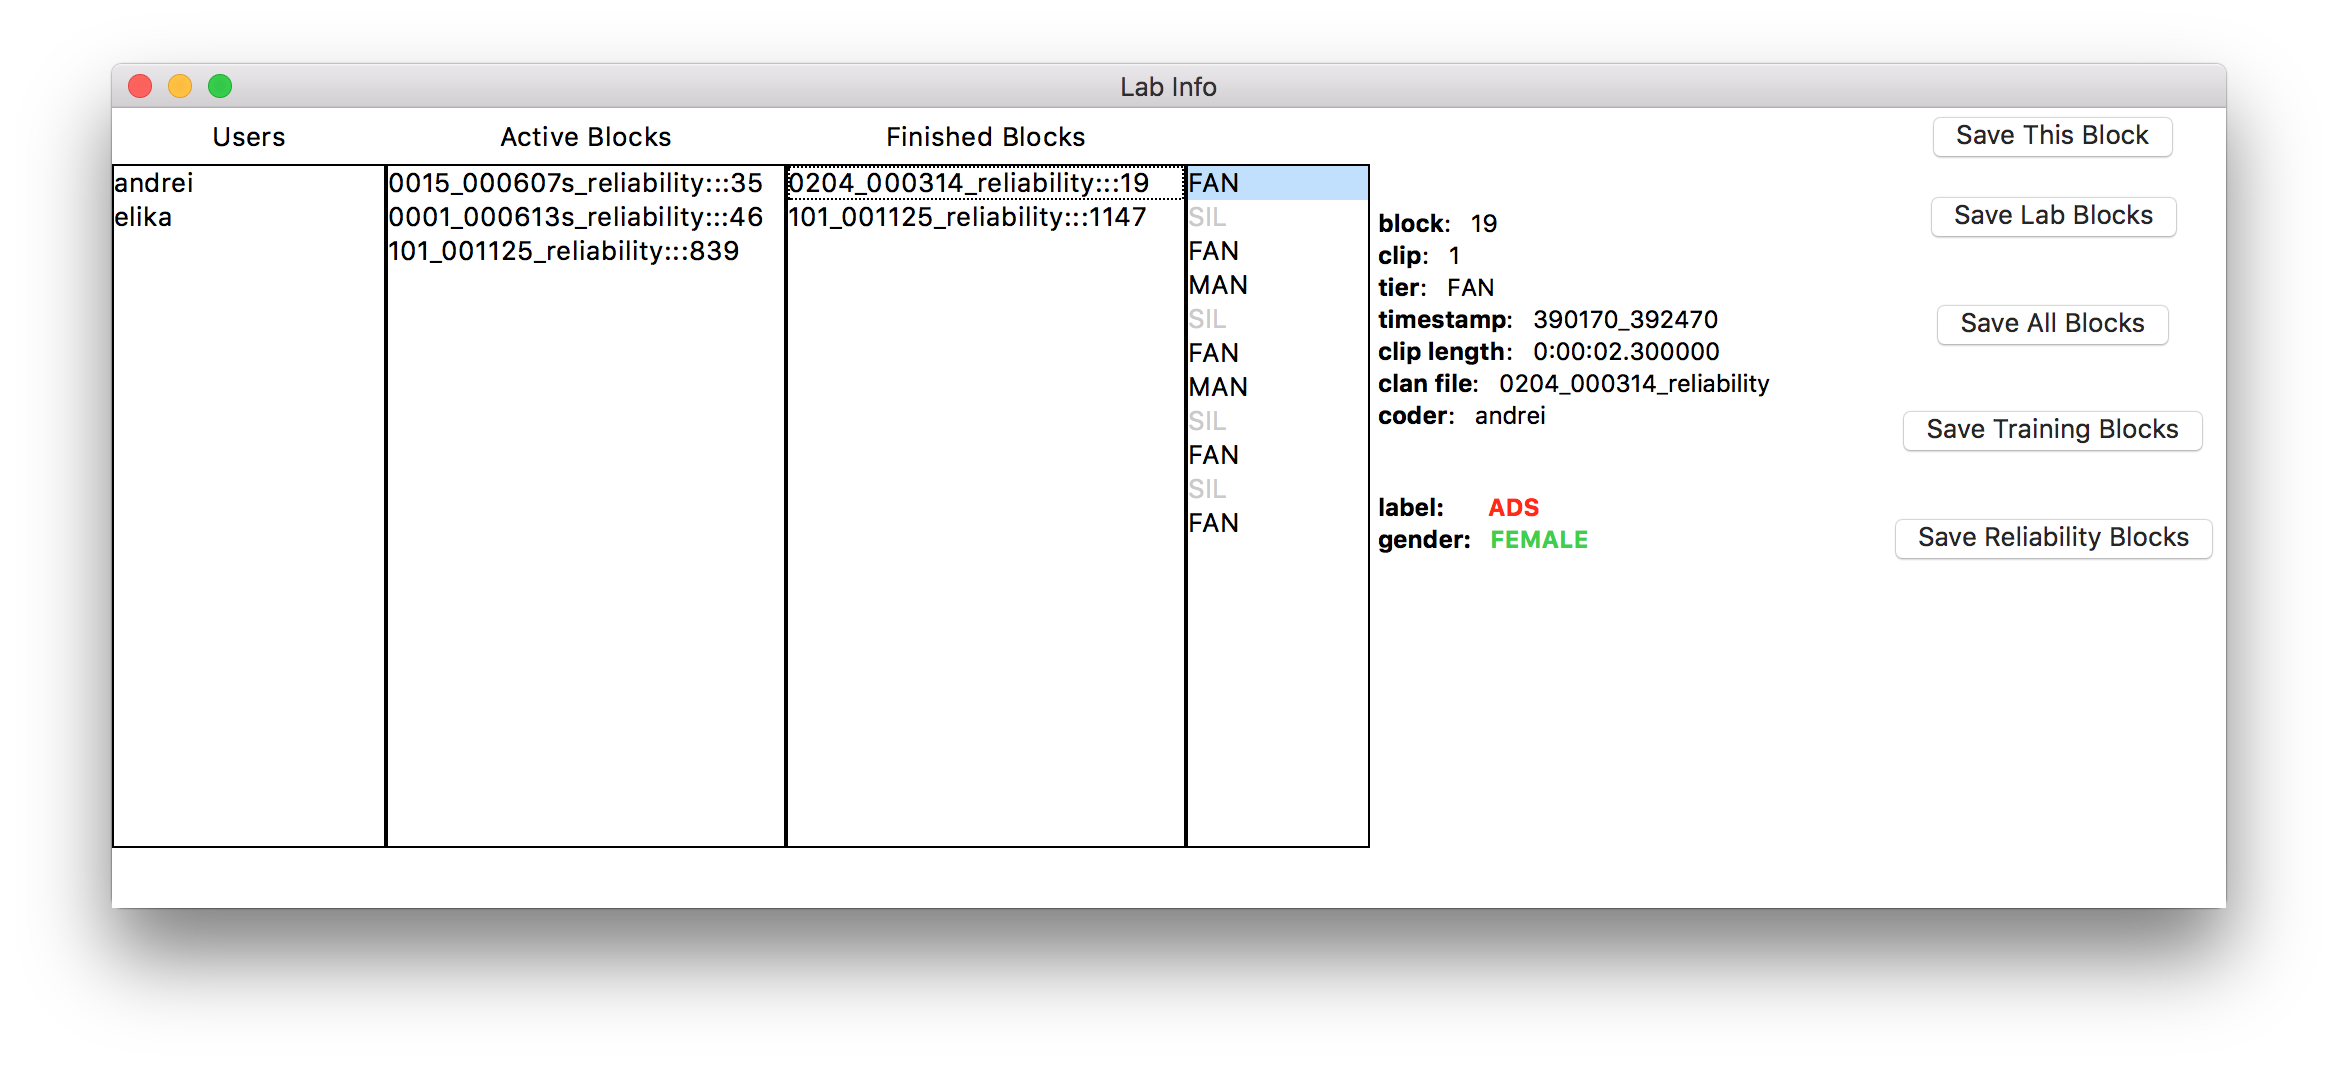 Lab Info
Users
Active Blocks
Finished Blocks
andrei
elika
0015_000607s_reliability:::35
0001_000613s_reliability:::46
101_001125_reliability:::839
0204_000314_reliability:::19
101_001125_reliability:::1147
FAN
SIL
FAN
MAN
SIL
FAN
MAN
SIL
FAN
SIL
FAN
block: 19
clip: 1
tier: FAN
timestamp: 390170_392470
clip length: 0:00:02.300000
clan file: 0204_000314_reliability
coder: andrei
label: ADS
gender: FEMALE
Save This Block
Save Lab Blocks
Save All Blocks
Save Training Blocks
Save Reliability Blocks